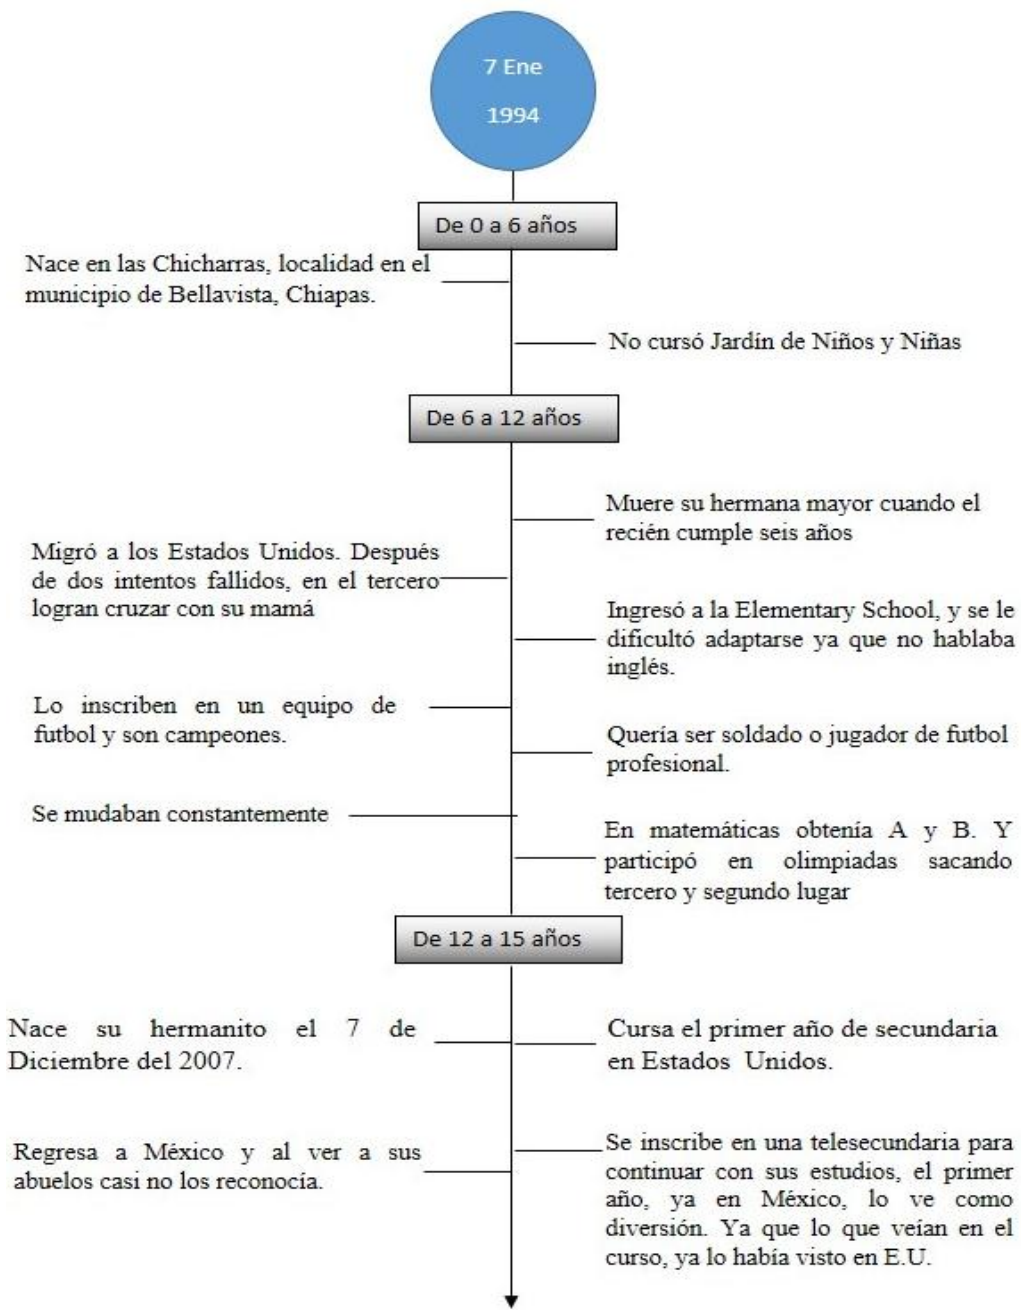 7 Ene
1994
De 0 a 6 años
Nace en las Chicharras, localidad en el
municipio de Bellavista, Chiapas.
No cursó Jardín de Niños y Niñas
De 6 a 12 años
Muere su hermana mayor cuando el
recién cumple seis años
Migró a los Estados Unidos. Después
de dos intentos fallidos, en el tercero
logran cruzar con su mamá
Ingresó a la Elementary School, y se le
dificultó adaptarse ya que no hablaba
inglés.
Lo inscriben en un equipo de
futbol y son campeones.
Quería ser soldado o jugador de futbol
profesional.
Se mudaban constantemente
En matemáticas obtenía A y B. Y
participó en olimpiadas sacando
tercero y segundo lugar
De 12 a 15 años
Nace su hermanito el 7 de
Diciembre del 2007.
Cursa el primer año de secundaria
en Estados Unidos.
Regresa a México y al ver a sus
abuelos casi no los reconocía.
Se inscribe en una telesecundaria para
continuar con sus estudios, el primer
año, ya en México, lo ve como
diversión. Ya que lo que veían en el
curso, ya lo había visto en E.U.